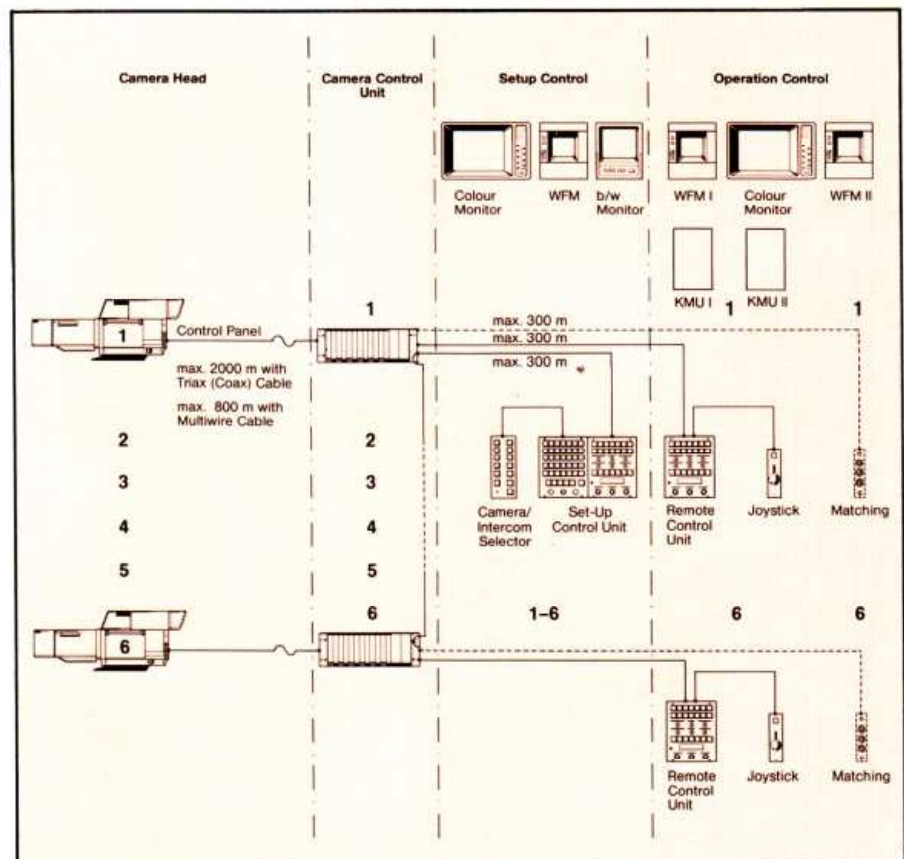 Camera Head
Camera Control
Unit
Setup Control
Operation Control
Colour
Monitor
WFM
b/w
Monitor
WFM I
Colour
Monitor
WFM II
KMU I
KMU II
1
1
1
1
Control Panel
max. 2000 m with
Triax (Coax) Cable
max. 800 m with
Multiwire Cable
max. 300 m
max. 300 m
max. 300 m
2
2
3
3
4
4
5
5
Camera/
Intercom
Selector
Set-Up
Control Unit
Remote
Control
Unit
Joystick
Matching
6
6
1–6
6
6
Remote
Control
Unit
Joystick
Matching